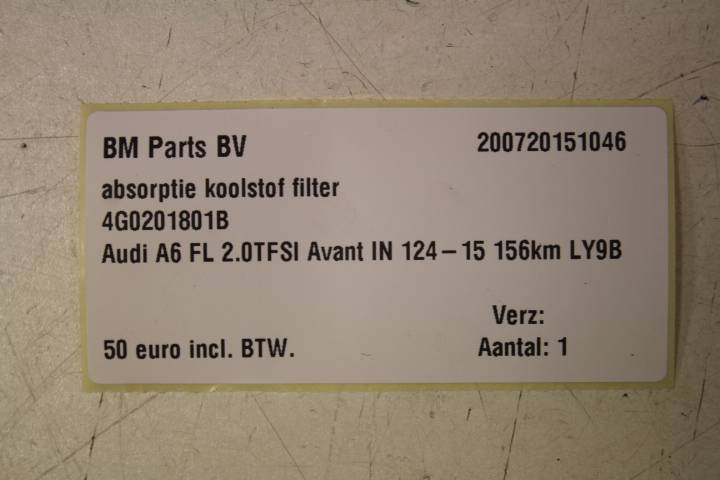 BM Parts BV 200720151046
absorptie koolstof filter
4G0201801B
Audi A6 FL 2.0TFSI Avant IN 124-15 156km LY9B
Verz:
50 euro incl. BTW. Aantal: 1